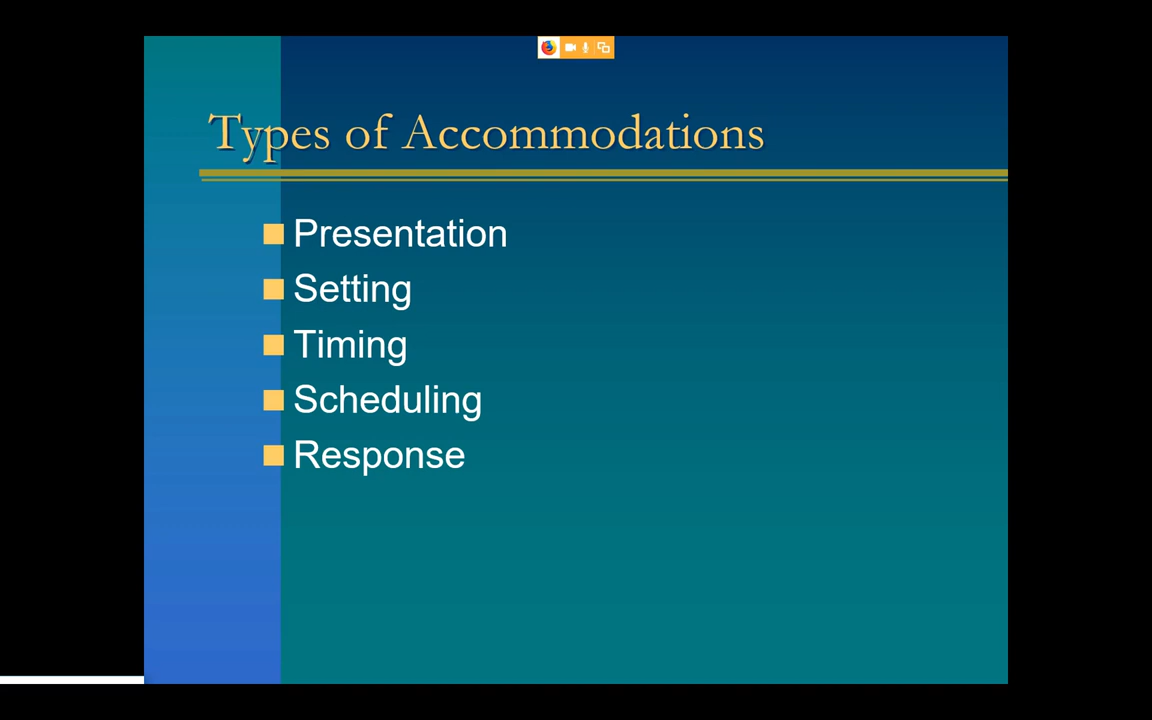 Types of Accommodations
Presentation
Setting
Timing
Scheduling
Response